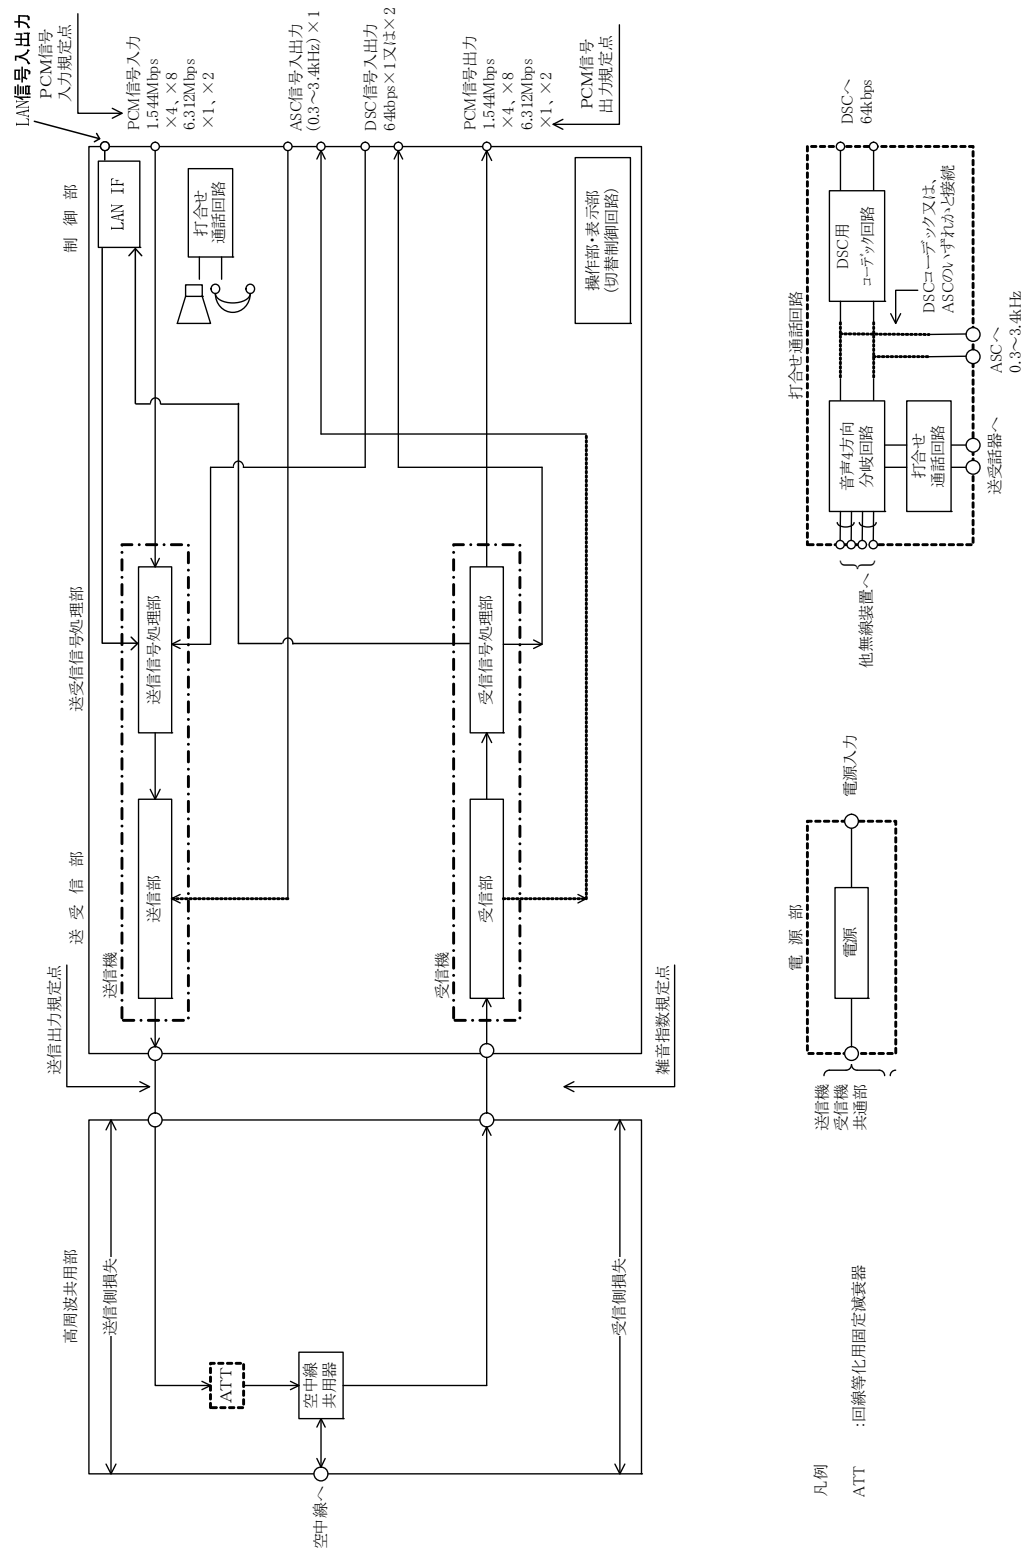 高周波共用部
送信側損失
ATT
空中線
共用器
空中線へ
受信側損失
送信出力規定点
雑音指数規定点
送 受 信 部
送受信信号処理部
制 御 部
送信機
送信部
送信信号処理部
受信機
受信部
受信信号処理部
LAN IF
打合せ
通話回路
操作部・表示部
(切替制御回路)
LAN信号入出力
PCM信号
入力規定点
PCM信号入力
1.544Mbps
×4、×8
6.312Mbps
×1、×2
ASC信号入出力
(0.3～3.4kHz)×1
DSC信号入出力
64kbps×1又は×2
PCM信号出力
1.544Mbps
×4、×8
6.312Mbps
×1、×2
PCM信号
出力規定点
凡例
ATT :回線等化用固定減衰器
電 源 部
送信機
受信機
共通部
電源
電源入力
打合せ通話回路
他無線装置へ
音声4方向
分岐回路
打合せ
通話回路
送受話器へ
DSC用
コーデック回路
DSCコーデック又は、
ASCのいずれかと接続
ASCへ
0.3～3.4kHz
DSCへ
64kbps